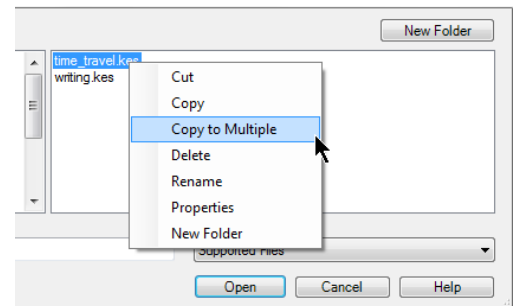 New Folder
time_travel.kes
writing.kes
Cut
Copy
Copy to Multiple
Delete
Rename
Properties
New Folder
Supported Files
Open Cancel Help